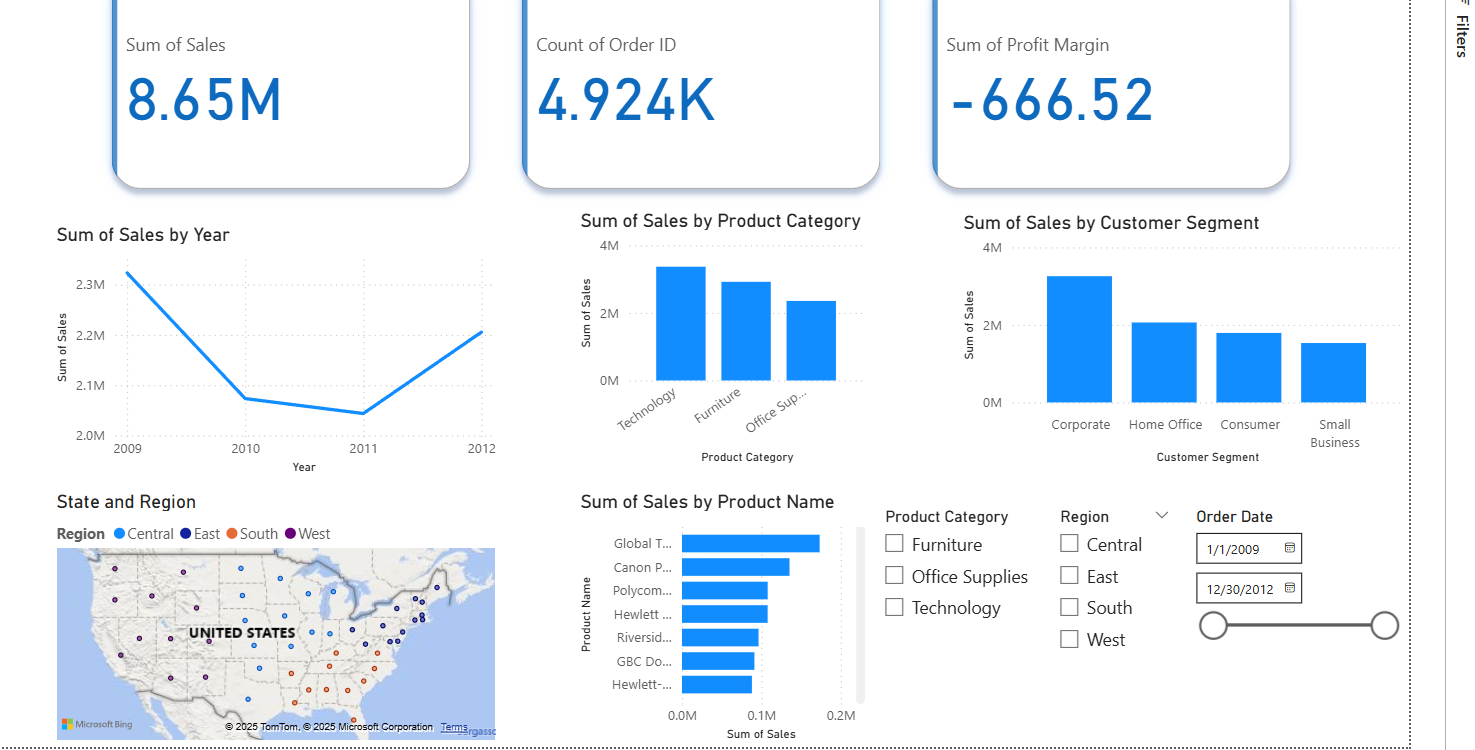 Filters
Sum of Sales
8.65M
Count of Order ID
4.924K
Sum of Profit Margin
-666.52
Sum of Sales by Year
Sum of Sales
2.3M
2.2M
2.1M
2.0M
2009 2010 2011 2012
Year
Sum of Sales by Product Category
Sum of Sales
4M
2M
0M
Technology Furniture Office Sup...
Product Category
Sum of Sales by Customer Segment
Sum of Sales
4M
2M
0M
Corporate Home Office Consumer Small
Business
Customer Segment
State and Region
Region Central East South West
UNITED STATES
Microsoft Bing
© 2025 TomTom, © 2025 Microsoft Corporation Terms
Sum of Sales by Product Name
Product Name
Global T...
Canon P...
Polycom...
Hewlett ...
Riversid...
GBC Do...
Hewlett-...
0.0M 0.1M 0.2M
Sum of Sales
Product Category
Furniture
Office Supplies
Technology
Region
Central
East
South
West
Order Date
1/1/2009
12/30/2012